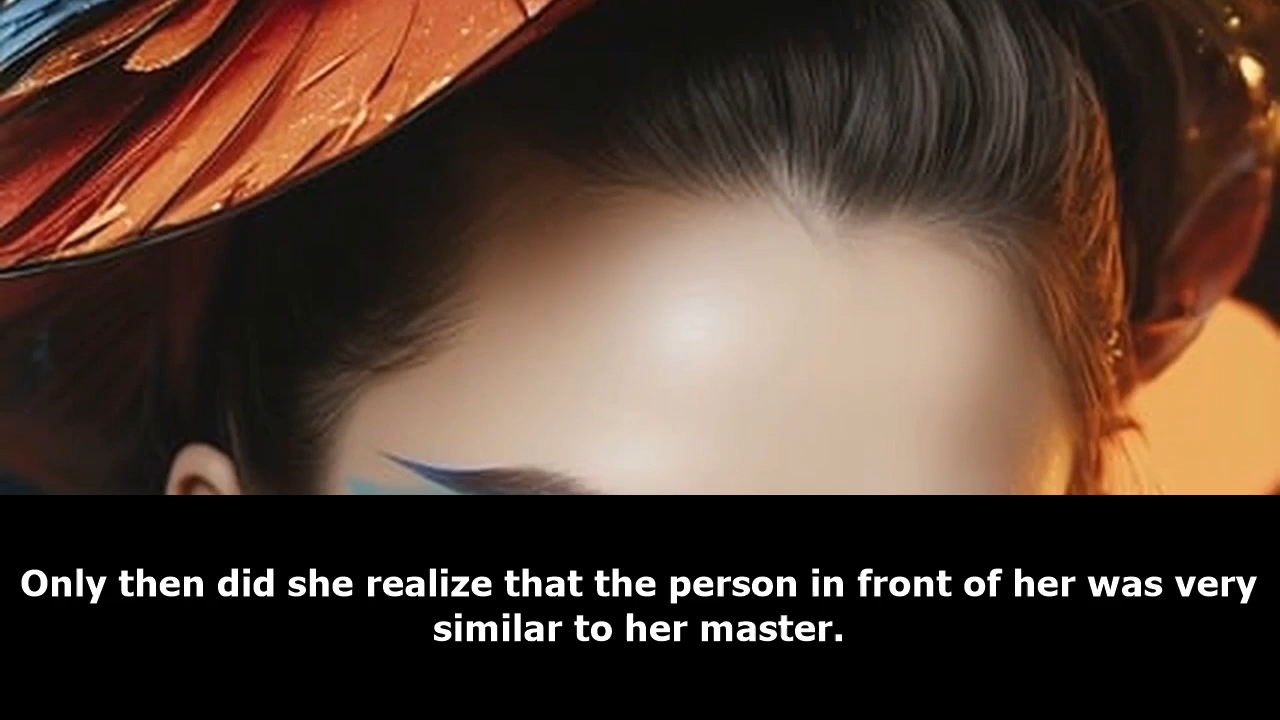 Only then did she realize that the person in front of her was very
similar to her master.